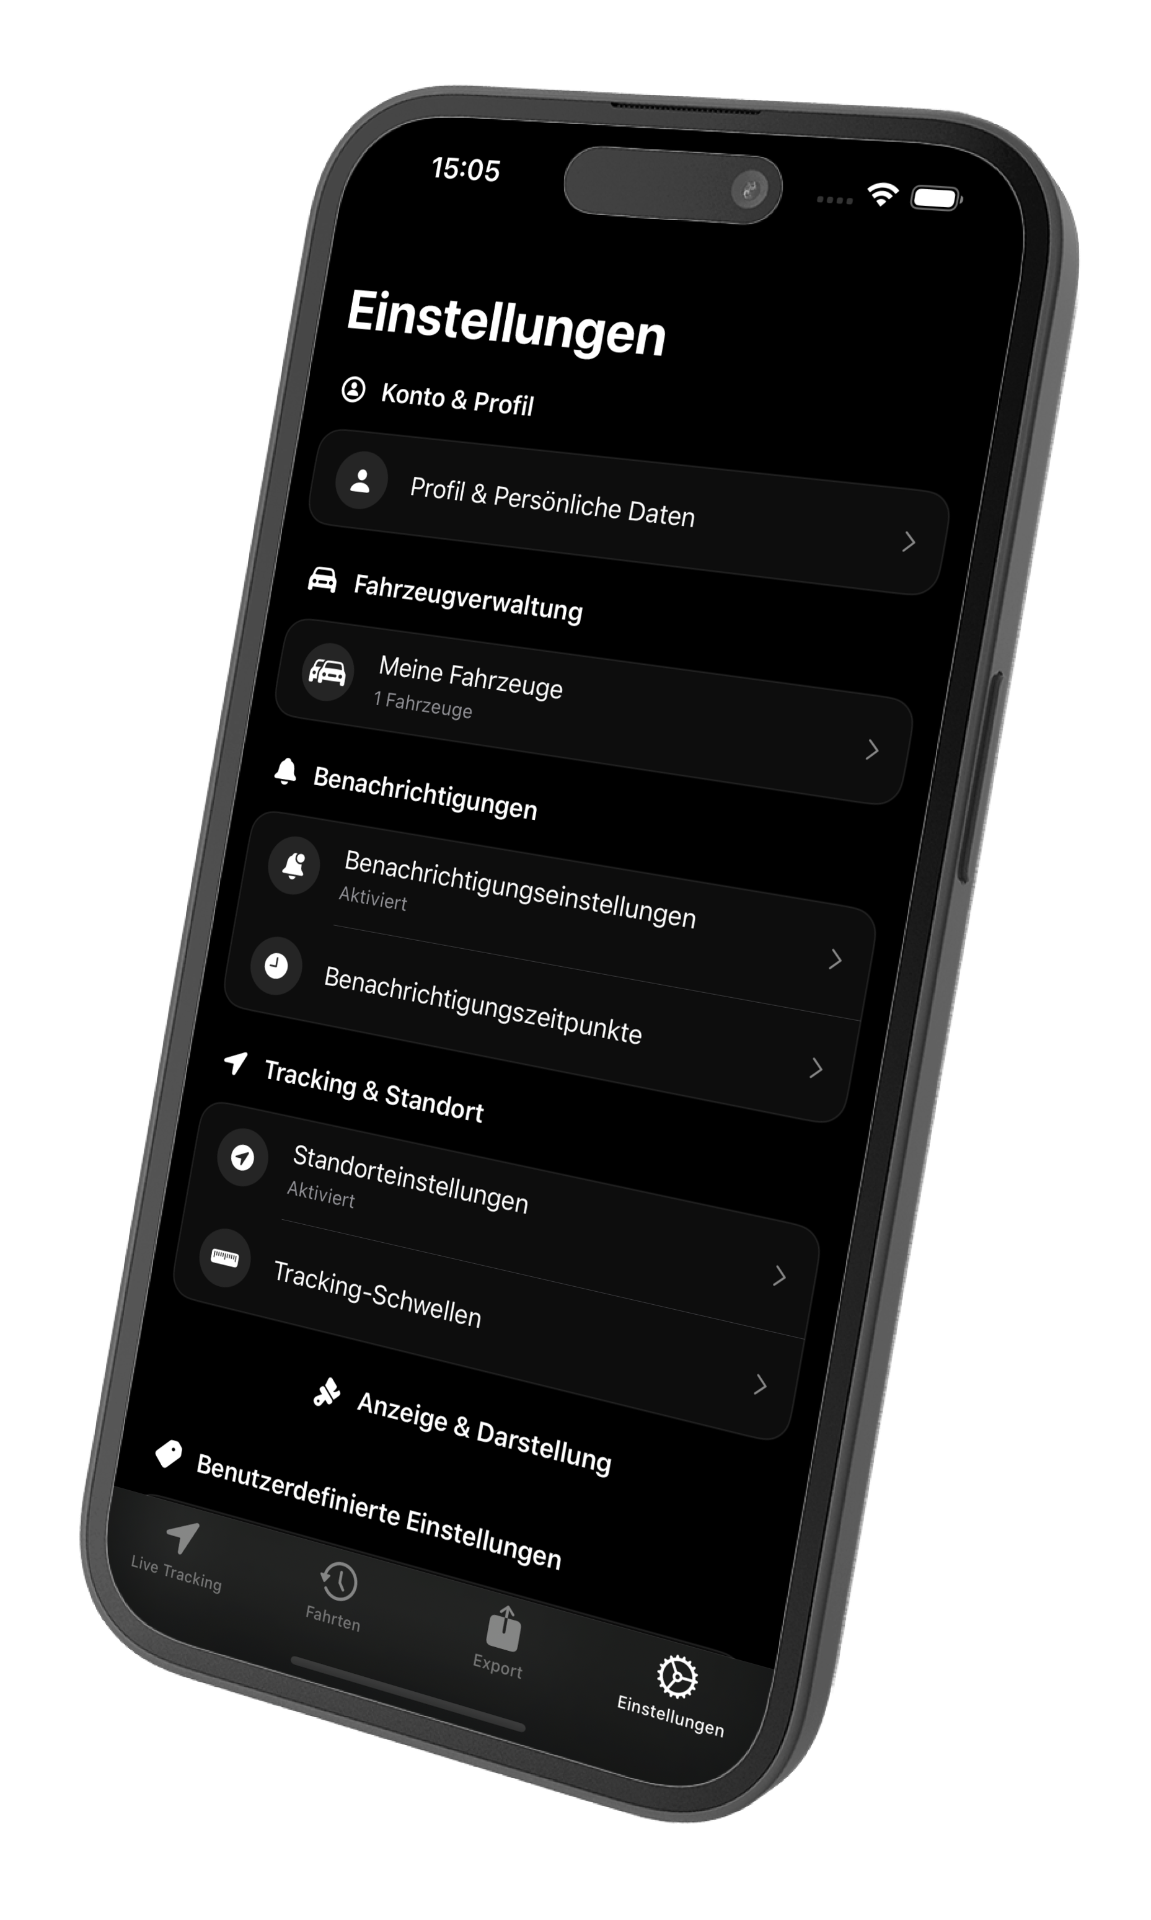 15:05
Einstellungen
Konto & Profil
Profil & Persönliche Daten
Fahrzeugverwaltung
Meine Fahrzeuge
1 Fahrzeuge
Benachrichtigungen
Benachrichtigungseinstellungen
Aktiviert
Benachrichtigungszeitpunkte
Tracking & Standort
Standorteinstellungen
Aktiviert
Tracking-Schwellen
Anzeige & Darstellung
Benutzerdefinierte Einstellungen
Live Tracking
Fahrten
Export
Einstellungen